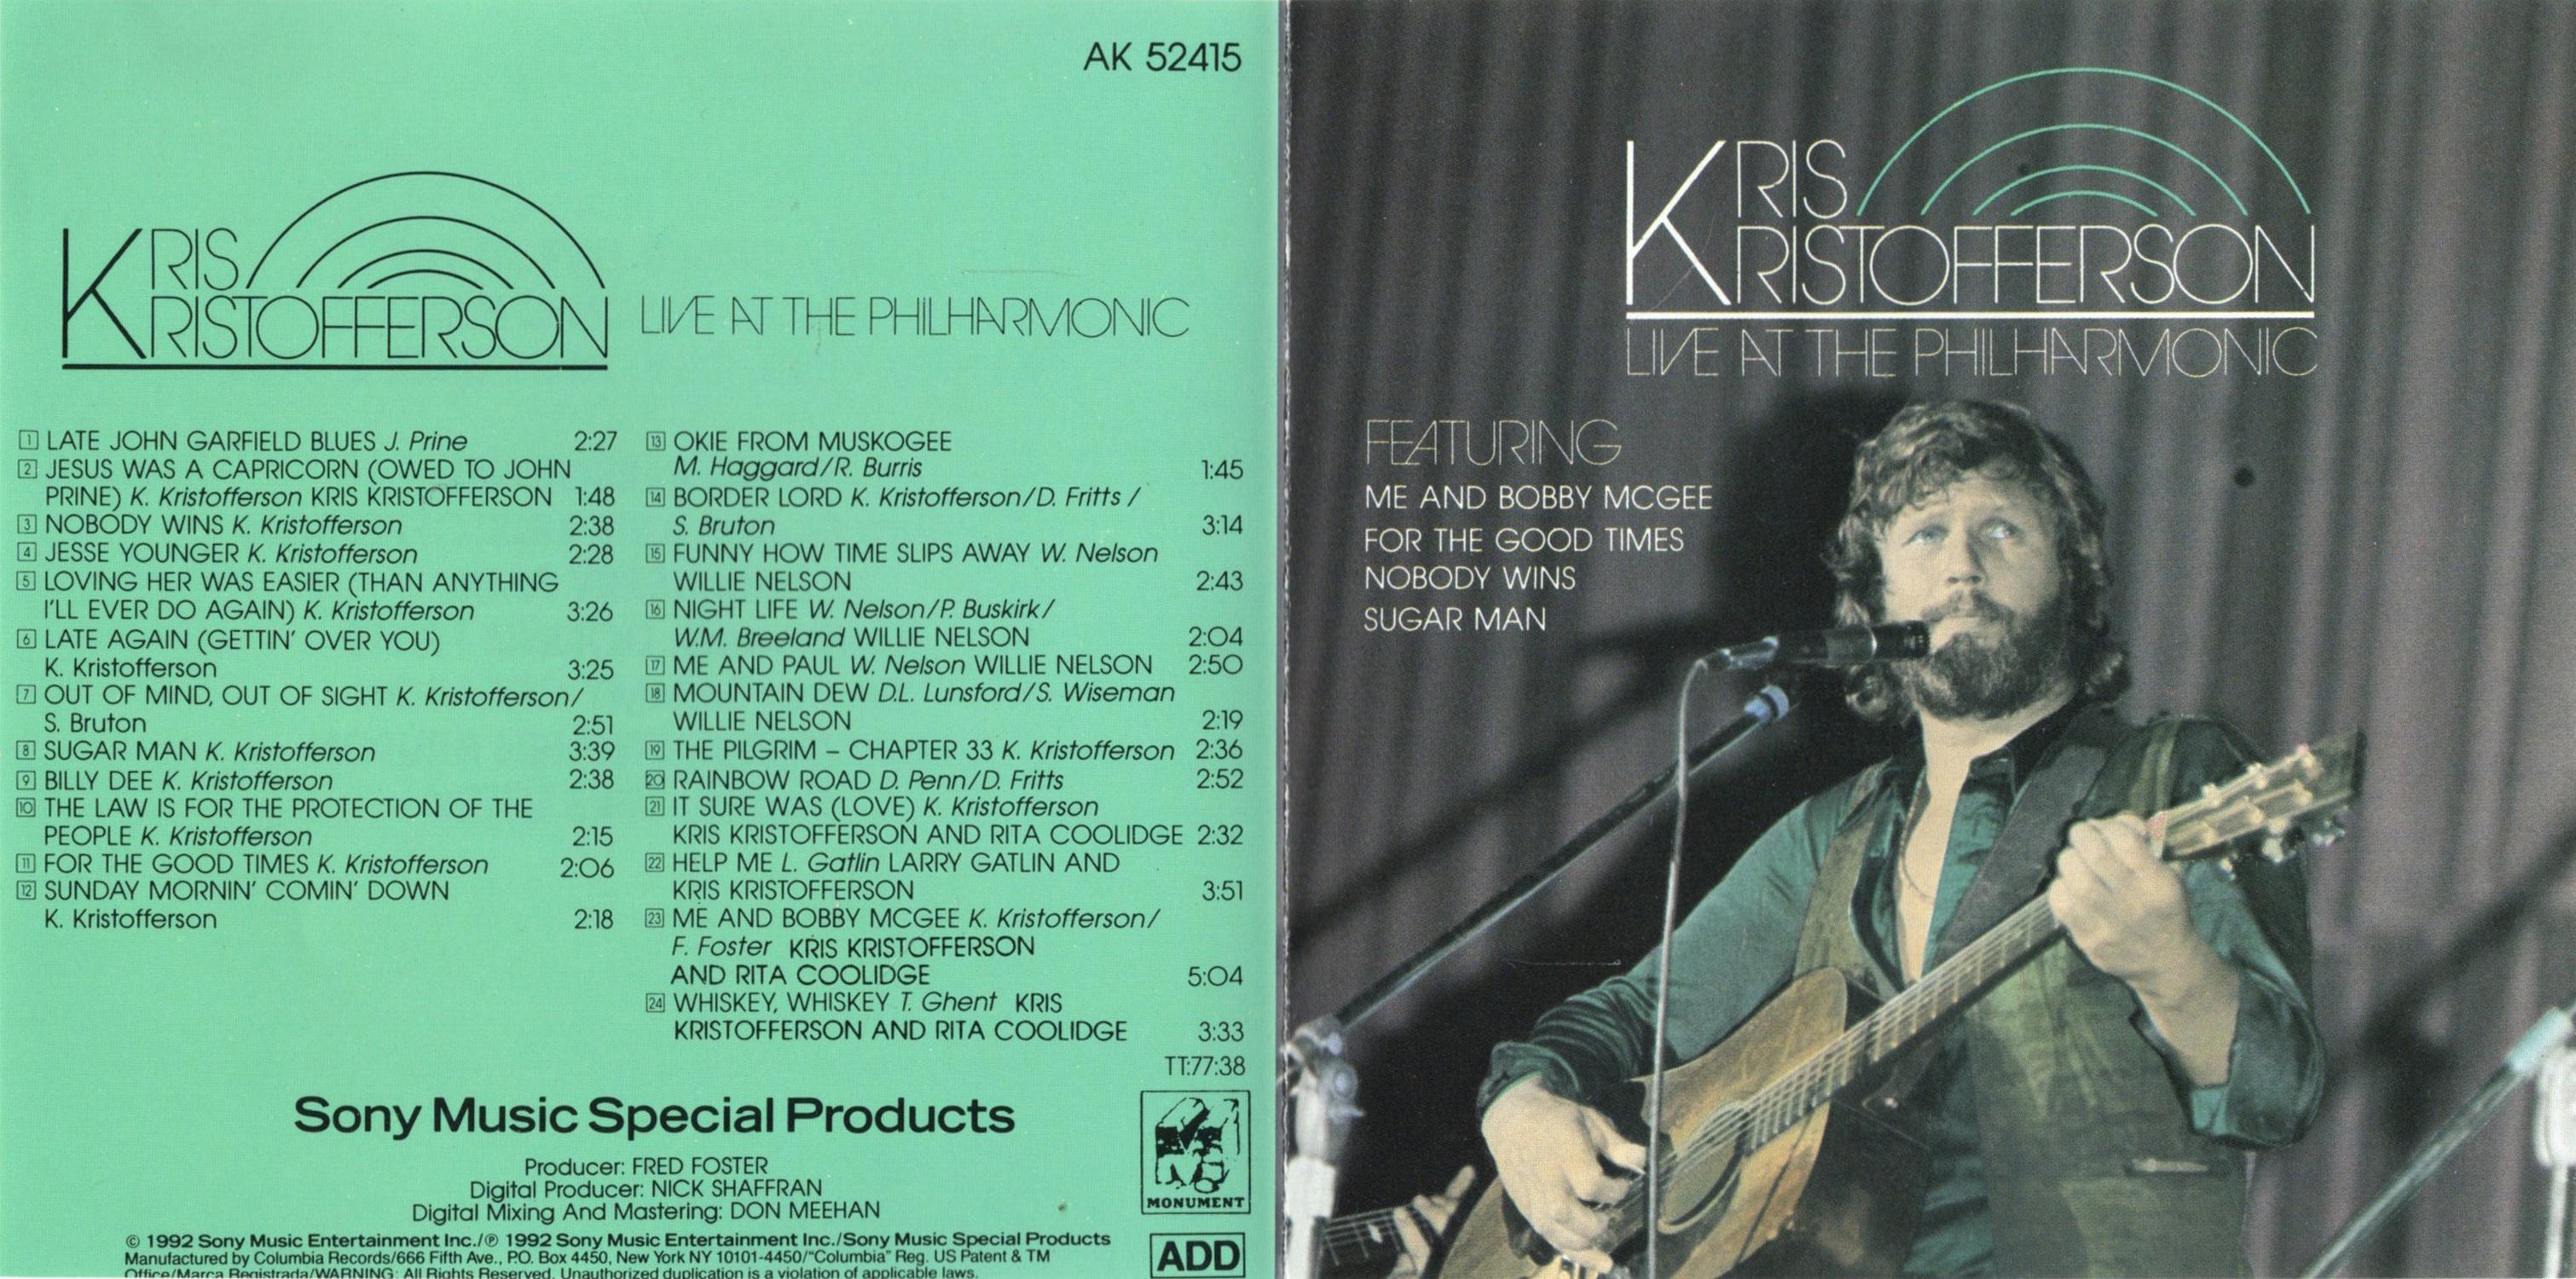 AK 52415
KRIS
KRISTOFFERSON LIVE AT THE PHILHARMONIC
1 LATE JOHN GARFIELD BLUES J. Prine 2:27
2 JESUS WAS A CAPRICORN (OWED TO JOHN
PRINE) K. Kristofferson KRIS KRISTOFFERSON 1:48
3 NOBODY WINS K. Kristofferson 2:38
4 JESSE YOUNGER K. Kristofferson 2:28
5 LOVING HER WAS EASIER (THAN ANYTHING
I'LL EVER DO AGAIN) K. Kristofferson 3:26
6 LATE AGAIN (GETTIN' OVER YOU)
K. Kristofferson 3:25
7 OUT OF MIND, OUT OF SIGHT K. Kristofferson/
S. Bruton 2:51
8 SUGAR MAN K. Kristofferson 3:39
9 BILLY DEE K. Kristofferson 2:38
10 THE LAW IS FOR THE PROTECTION OF THE
PEOPLE K. Kristofferson 2:15
11 FOR THE GOOD TIMES K. Kristofferson 2:06
12 SUNDAY MORNIN' COMIN' DOWN
K. Kristofferson 2:18
13 OKIE FROM MUSKOGEE
M. Haggard/R. Burris 1:45
14 BORDER LORD K. Kristofferson/D. Fritts /
S. Bruton 3:14
15 FUNNY HOW TIME SLIPS AWAY W. Nelson
WILLIE NELSON 2:43
16 NIGHT LIFE W. Nelson/P. Buskirk/
W.M. Breeland WILLIE NELSON 2:04
17 ME AND PAUL W. Nelson WILLIE NELSON 2:50
18 MOUNTAIN DEW D.L. Lunsford/S. Wiseman
WILLIE NELSON 2:19
19 THE PILGRIM – CHAPTER 33 K. Kristofferson 2:36
20 RAINBOW ROAD D. Penn/D. Fritts 2:52
21 IT SURE WAS (LOVE) K. Kristofferson
KRIS KRISTOFFERSON AND RITA COOLIDGE 2:32
22 HELP ME L. Gatlin LARRY GATLIN AND
KRIS KRISTOFFERSON 3:51
23 ME AND BOBBY MCGEE K. Kristofferson/
F. Foster KRIS KRISTOFFERSON
AND RITA COOLIDGE 5:04
24 WHISKEY, WHISKEY T. Ghent KRIS
KRISTOFFERSON AND RITA COOLIDGE 3:33
TT:77:38
Sony Music Special Products
Producer: FRED FOSTER
Digital Producer: NICK SHAFFRAN
Digital Mixing And Mastering: DON MEEHAN
MONUMENT
© 1992 Sony Music Entertainment Inc./℗ 1992 Sony Music Entertainment Inc./Sony Music Special Products
Manufactured by Columbia Records/666 Fifth Ave., P.O. Box 4450, New York NY 10101-4450/"Columbia" Reg. US Patent & TM
Office/Marca Registrada/WARNING: All Rights Reserved. Unauthorized duplication is a violation of applicable laws.
ADD
KRIS
KRISTOFFERSON
LIVE AT THE PHILHARMONIC
FEATURING
ME AND BOBBY MCGEE
FOR THE GOOD TIMES
NOBODY WINS
SUGAR MAN